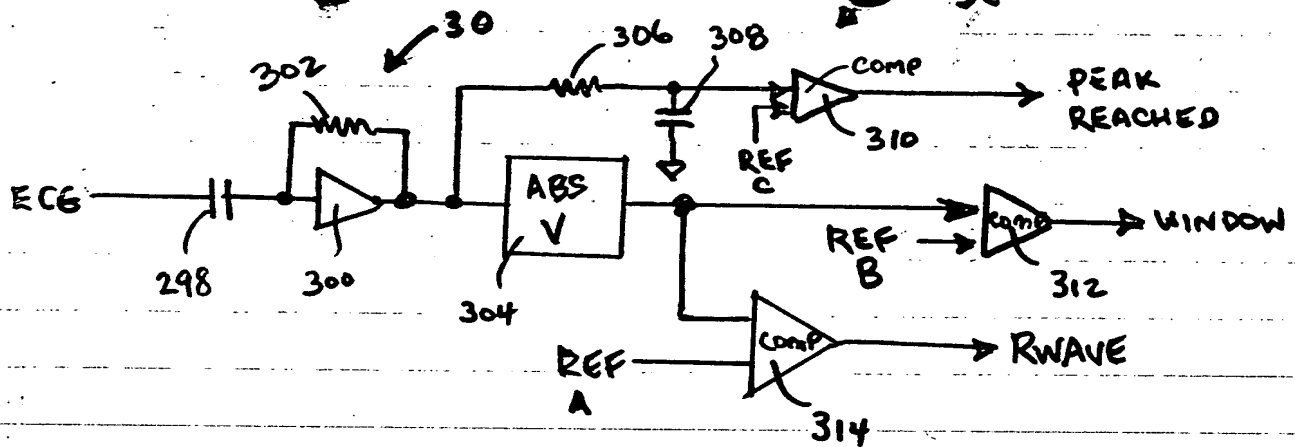 30
302
306
308
COMP
PEAK
REACHED
310
REF
C
ECG
ABS
V
298
300
304
REF
B
COMP
WINDOW
312
REF
A
COMP
RWAVE
314